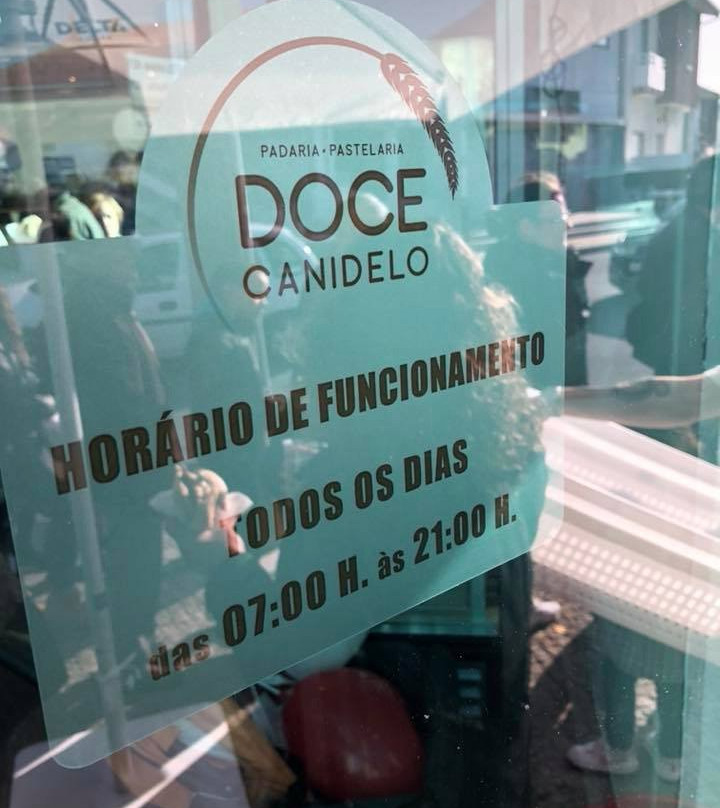 DELTA
PADARIA • PASTELARIA
DOCE
CANIDELO
HORÁRIO DE FUNCIONAMENTO
TODOS OS DIAS
das 07:00 H. às 21:00 H.